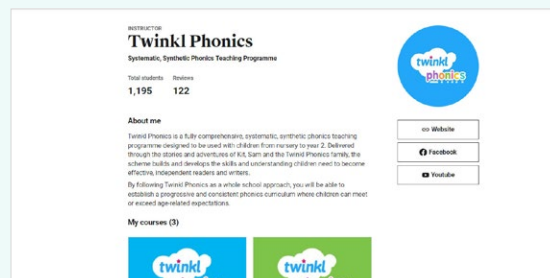 INSTRUCTOR
Twinkl Phonics
Systematic, Synthetic Phonics Teaching Programme
Total students Reviews
1,195 122
About me
Twinkl Phonics is a fully comprehensive, systematic, synthetic phonics teaching
programme designed to be used with children from nursery to year 2. Delivered
through the stories and adventures of Kit, Sam and the Twinkl Phonics family, the
scheme builds and develops the skills and understanding children need to become
effective, independent readers and writers.
By following Twinkl Phonics as a whole school approach, you will be able to
establish a progressive and consistent phonics curriculum where children can meet
or exceed age-related expectations.
My courses (3)
twinkl
twinkl
twinkl
phonics
Website
Facebook
Youtube